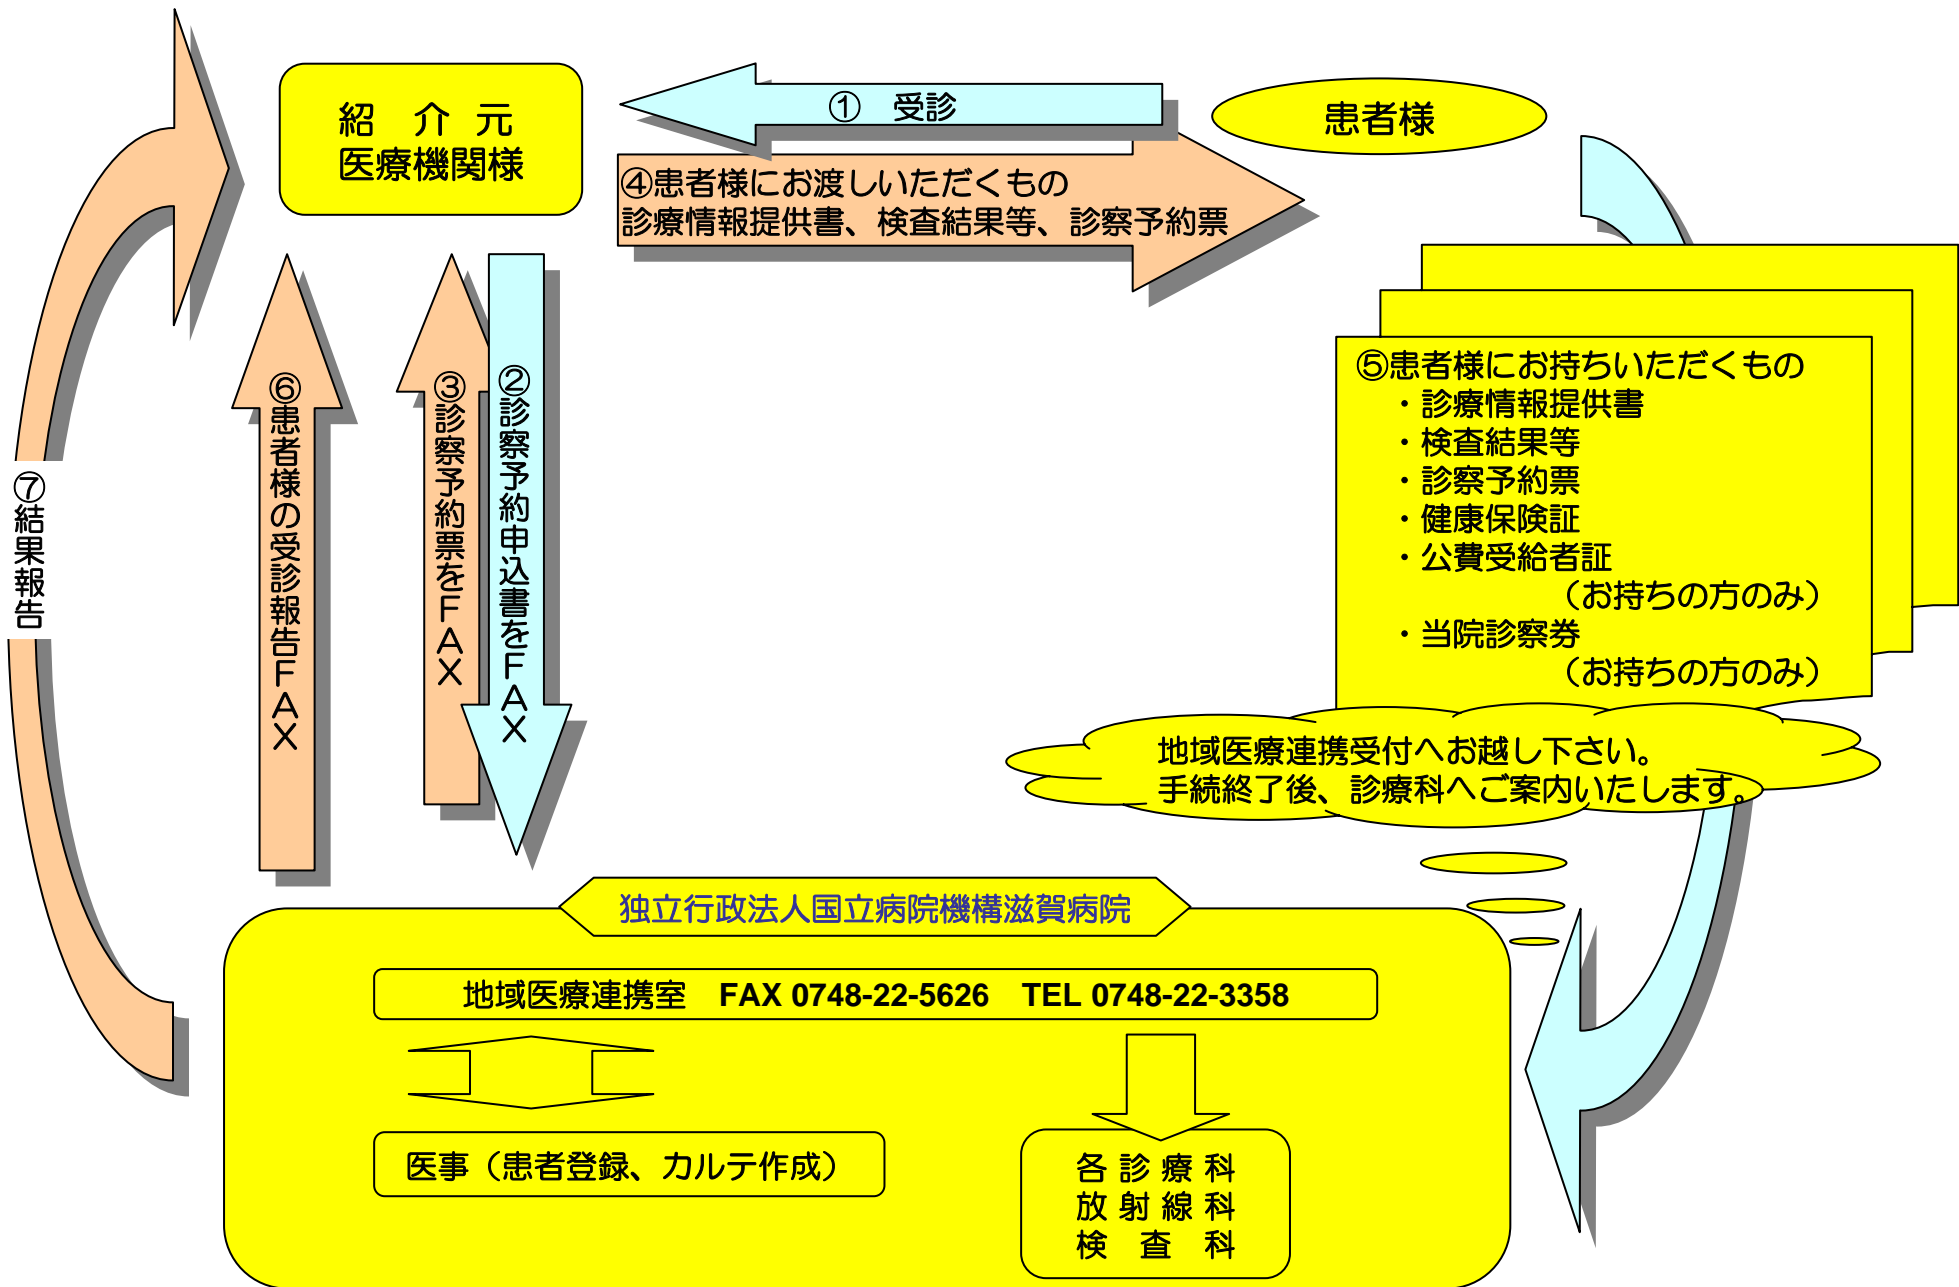 紹 介 元
医療機関様
① 受診
患者様
④患者様にお渡しいただくもの
診療情報提供書、検査結果等、診察予約票
⑤患者様にお持ちいただくもの
・診療情報提供書
・検査結果等
・診察予約票
・健康保険証
・公費受給者証
（お持ちの方のみ）
・当院診察券
（お持ちの方のみ）
地域医療連携受付へお越し下さい。
手続終了後、診療科へご案内いたします。
②診察予約申込書をＦＡＸ
③診察予約票をＦＡＸ
⑥患者様の受診報告ＦＡＸ
⑦結果報告
独立行政法人国立病院機構滋賀病院
地域医療連携室 FAX 0748-22-5626 TEL 0748-22-3358
医事（患者登録、カルテ作成）
各 診 療 科
放 射 線 科
検 査 科